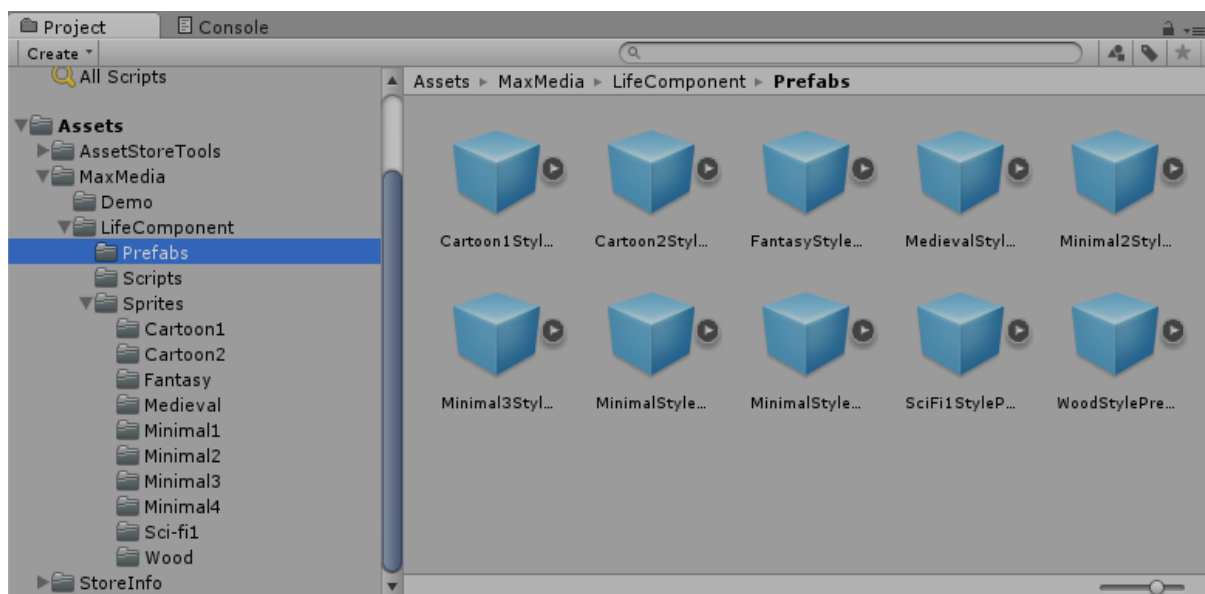 Project
Console
Create
All Scripts
Assets
AssetStoreTools
MaxMedia
Demo
LifeComponent
Prefabs
Scripts
Sprites
Cartoon1
Cartoon2
Fantasy
Medieval
Minimal1
Minimal2
Minimal3
Minimal4
Sci-fi1
Wood
StoreInfo
Assets ▸ MaxMedia ▸ LifeComponent ▸ Prefabs
Cartoon1Styl... Cartoon2Styl... FantasyStyle... MedievalStyl... Minimal2Styl...
Minimal3Styl... MinimalStyle... MinimalStyle... SciFi1StyleP... WoodStylePre...